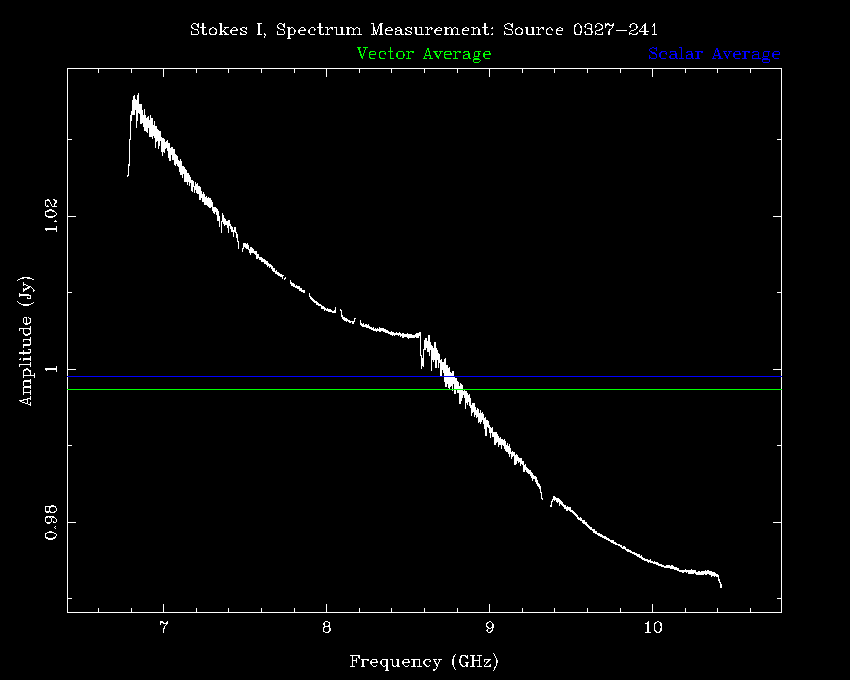 Stokes I, Spectrum Measurement: Source 0327-241
Vector Average Scalar Average
1.02
1
0.98
Amplitude (Jy)
7 8 9 10
Frequency (GHz)